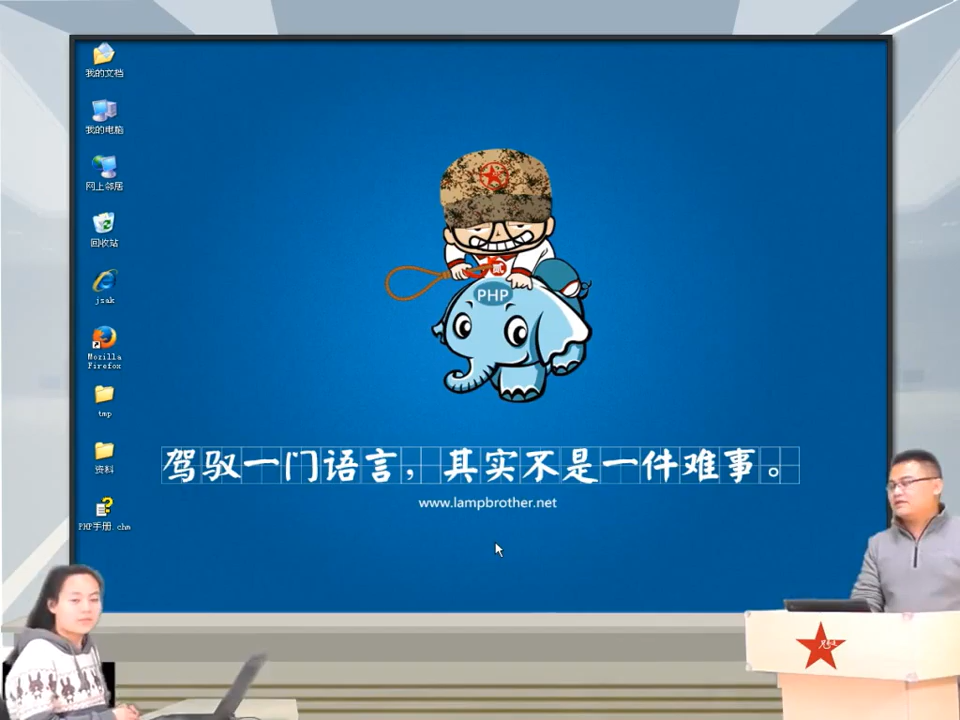 我的文档
我的电脑
网上邻居
回收站
jsak
Mozilla
Firefox
tmp
资料
PHP手册.chm
贰
PHP
驾驭一门语言，其实不是一件难事。
www.lampbrother.net